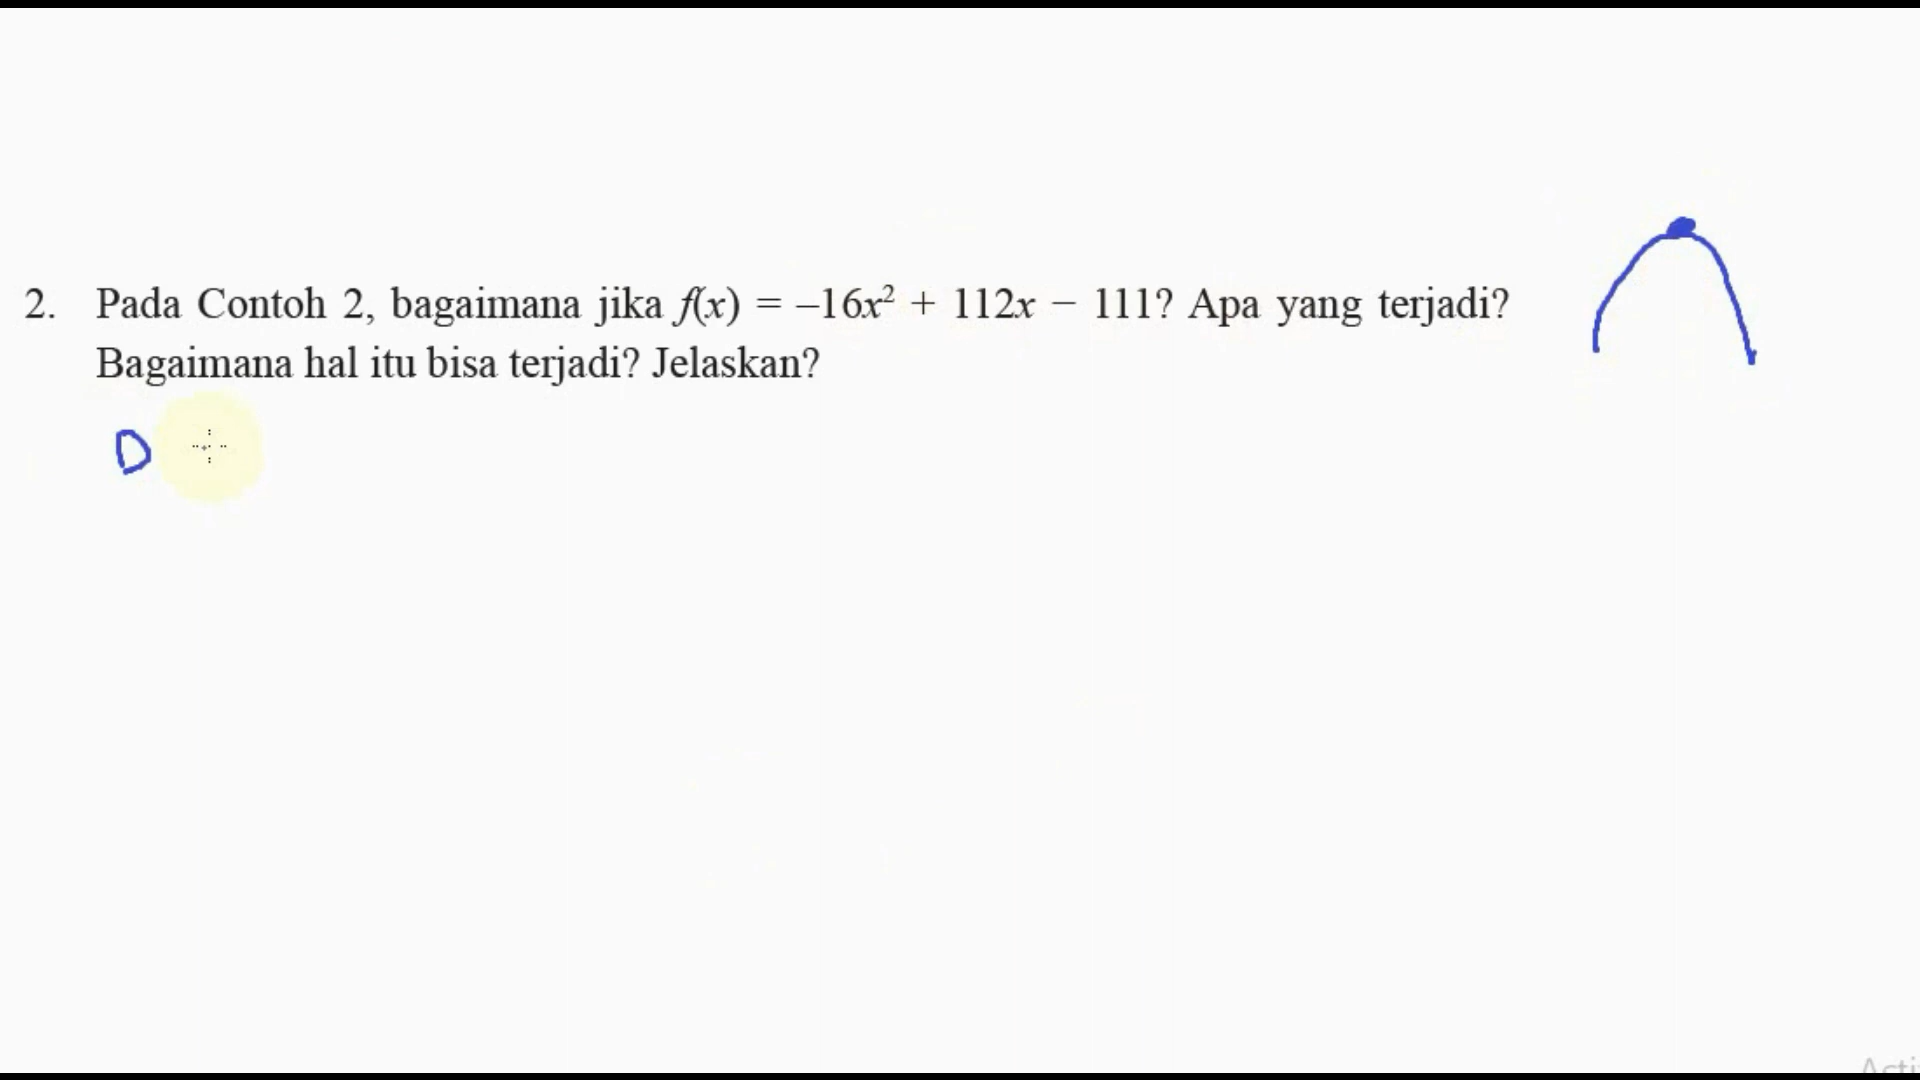 2. Pada Contoh 2, bagaimana jika f(x) = –16x² + 112x − 111? Apa yang terjadi?
Bagaimana hal itu bisa terjadi? Jelaskan?
D